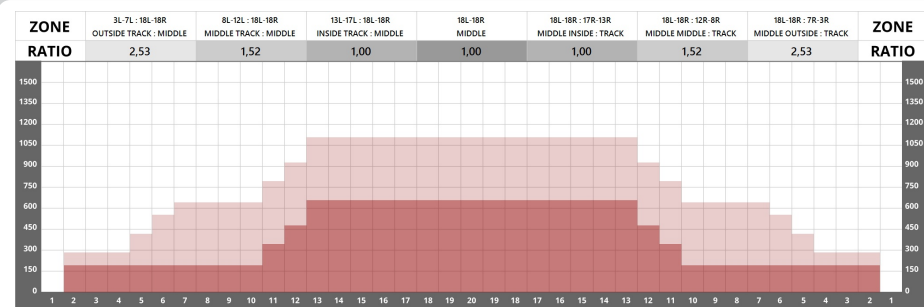 ZONE
3L-7L : 18L-18R
OUTSIDE TRACK : MIDDLE
8L-12L : 18L-18R
MIDDLE TRACK : MIDDLE
13L-17L : 18L-18R
INSIDE TRACK : MIDDLE
18L-18R
MIDDLE
18L-18R : 17R-13R
MIDDLE INSIDE : TRACK
18L-18R : 12R-8R
MIDDLE MIDDLE : TRACK
18L-18R : 7R-3R
MIDDLE OUTSIDE : TRACK
ZONE
RATIO 2,53 1,52 1,00 1,00 1,00 1,52 2,53 RATIO
1500 1500
1350 1350
1200 1200
1050 1050
900 900
750 750
600 600
450 450
300 300
150 150
0 0
1 2 3 4 5 6 7 8 9 10 11 12 13 14 15 16 17 18 19 20 19 18 17 16 15 14 13 12 11 10 9 8 7 6 5 4 3 2 1